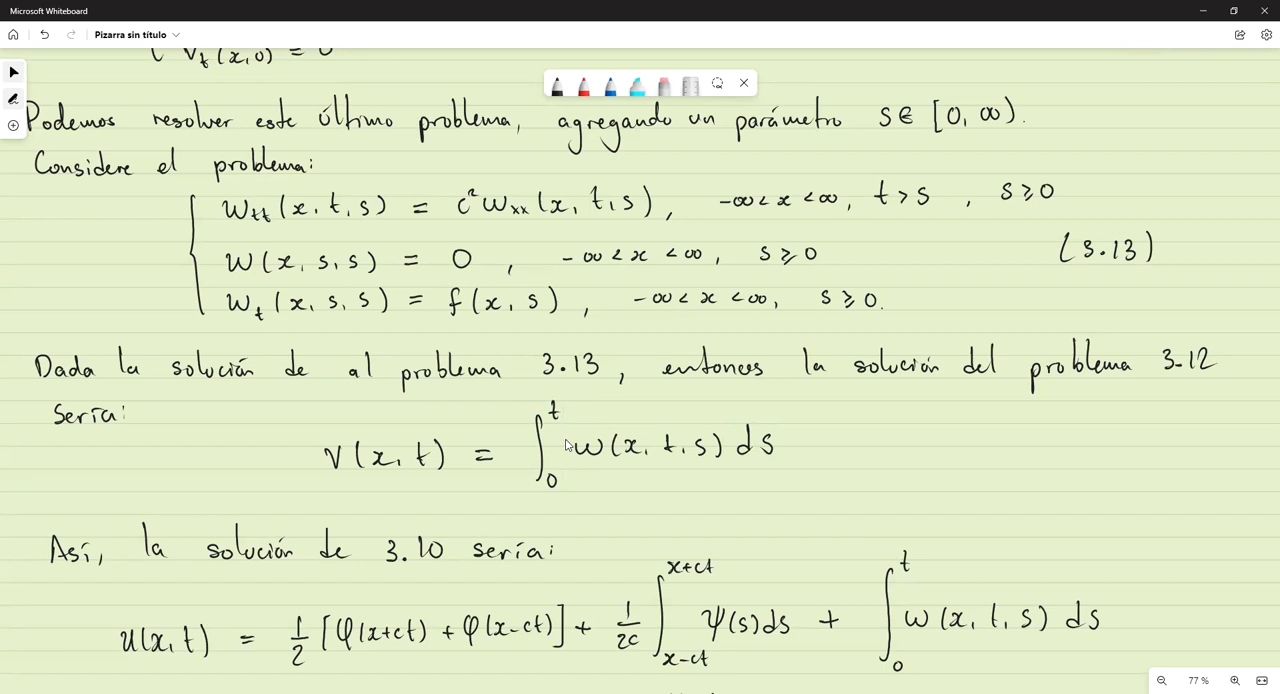 Microsoft Whiteboard
Pizarra sin título
v_t(x,0) = 0
Podemos resolver este último problema, agregando un parámetro s∈[0,∞).
Considere el problema:
w_tt(x,t,s) = c²w_xx(x,t,s), -∞<x<∞, t>s, s≥0
w(x,s,s) = 0, -∞<x<∞, s≥0
(3.13)
w_t(x,s,s) = f(x,s), -∞<x<∞, s≥0.
Dada la solución de al problema 3.13, entonces la solución del problema 3.12
sería:
v(x,t) = ∫_0^t w(x,t,s)ds
Así, la solución de 3.10 sería:
u(x,t) = 1/2 [φ(x+ct) + φ(x-ct)] + 1/2c ∫_{x-ct}^{x+ct} ψ(s)ds + ∫_0^t w(x,t,s) ds
77 %